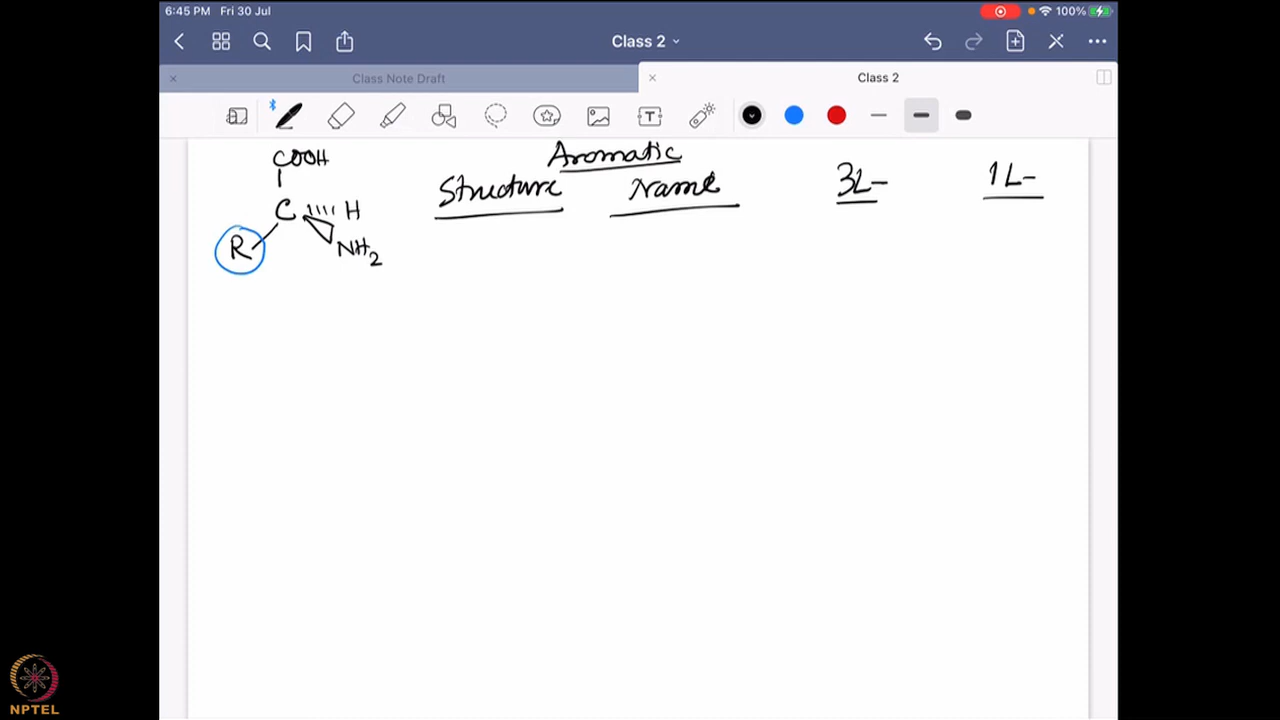 6:45 PM Fri 30 Jul
100%
Class 2
Class Note Draft
Class 2
T
Aromatic
Structure Name 3L- 1L-
COOH
C H
R NH2
NPTEL